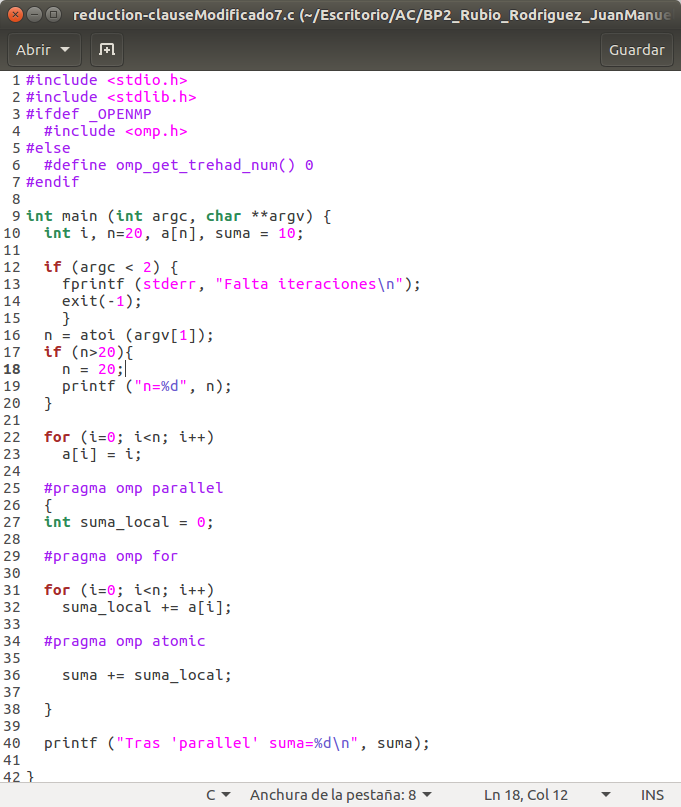 reduction-clauseModificado7.c (~/Escritorio/AC/BP2_Rubio_Rodriguez_JuanManue
Abrir Guardar
1 #include <stdio.h>
2 #include <stdlib.h>
3 #ifdef _OPENMP
4   #include <omp.h>
5 #else
6   #define omp_get_trehad_num() 0
7 #endif
8
9 int main (int argc, char **argv) {
10   int i, n=20, a[n], suma = 10;
11
12   if (argc < 2) {
13     fprintf (stderr, "Falta iteraciones\n");
14     exit(-1);
15     }
16   n = atoi (argv[1]);
17   if (n>20){
18     n = 20;
19     printf ("n=%d", n);
20   }
21
22   for (i=0; i<n; i++)
23     a[i] = i;
24
25   #pragma omp parallel
26   {
27   int suma_local = 0;
28
29   #pragma omp for
30
31   for (i=0; i<n; i++)
32     suma_local += a[i];
33
34   #pragma omp atomic
35
36     suma += suma_local;
37
38   }
39
40   printf ("Tras 'parallel' suma=%d\n", suma);
41
42 }
C Anchura de la pestaña: 8 Ln 18, Col 12 INS